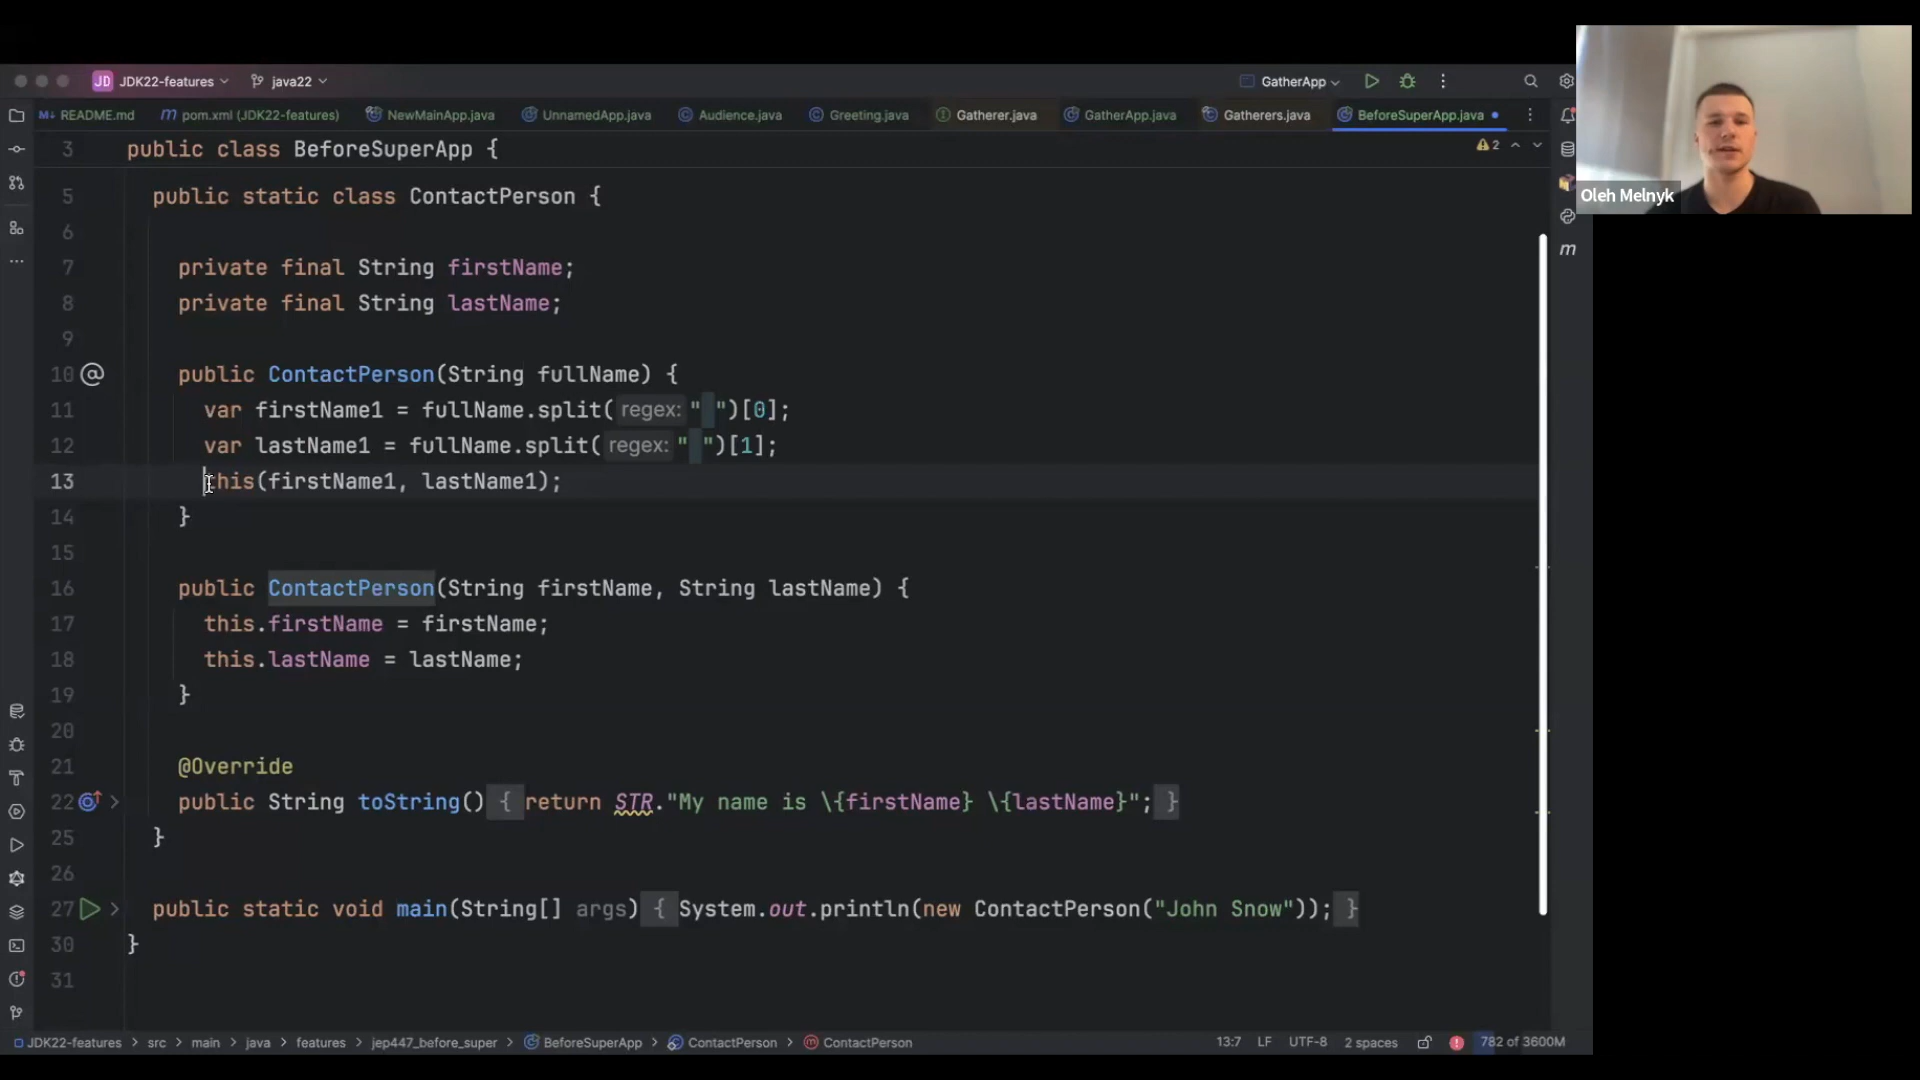 JD JDK22-features java22 GatherApp
README.md pom.xml (JDK22-features) NewMainApp.java UnnamedApp.java Audience.java Greeting.java Gatherer.java GatherApp.java Gatherers.java BeforeSuperApp.java
3 public class BeforeSuperApp { 2
5 public static class ContactPerson {
6
7 private final String firstName;
8 private final String lastName;
9
10 @ public ContactPerson(String fullName) {
11 var firstName1 = fullName.split( regex: " ")[0];
12 var lastName1 = fullName.split( regex: " ")[1];
13 this(firstName1, lastName1);
14 }
15
16 public ContactPerson(String firstName, String lastName) {
17 this.firstName = firstName;
18 this.lastName = lastName;
19 }
20
21 @Override
22 public String toString() { return STR."My name is \{firstName} \{lastName}"; }
25 }
26
27 public static void main(String[] args) { System.out.println(new ContactPerson("John Snow")); }
30 }
31
JDK22-features > src > main > java > features > jep447_before_super > BeforeSuperApp > ContactPerson > ContactPerson 13:7 LF UTF-8 2 spaces 782 of 3600M
m
Oleh Melnyk